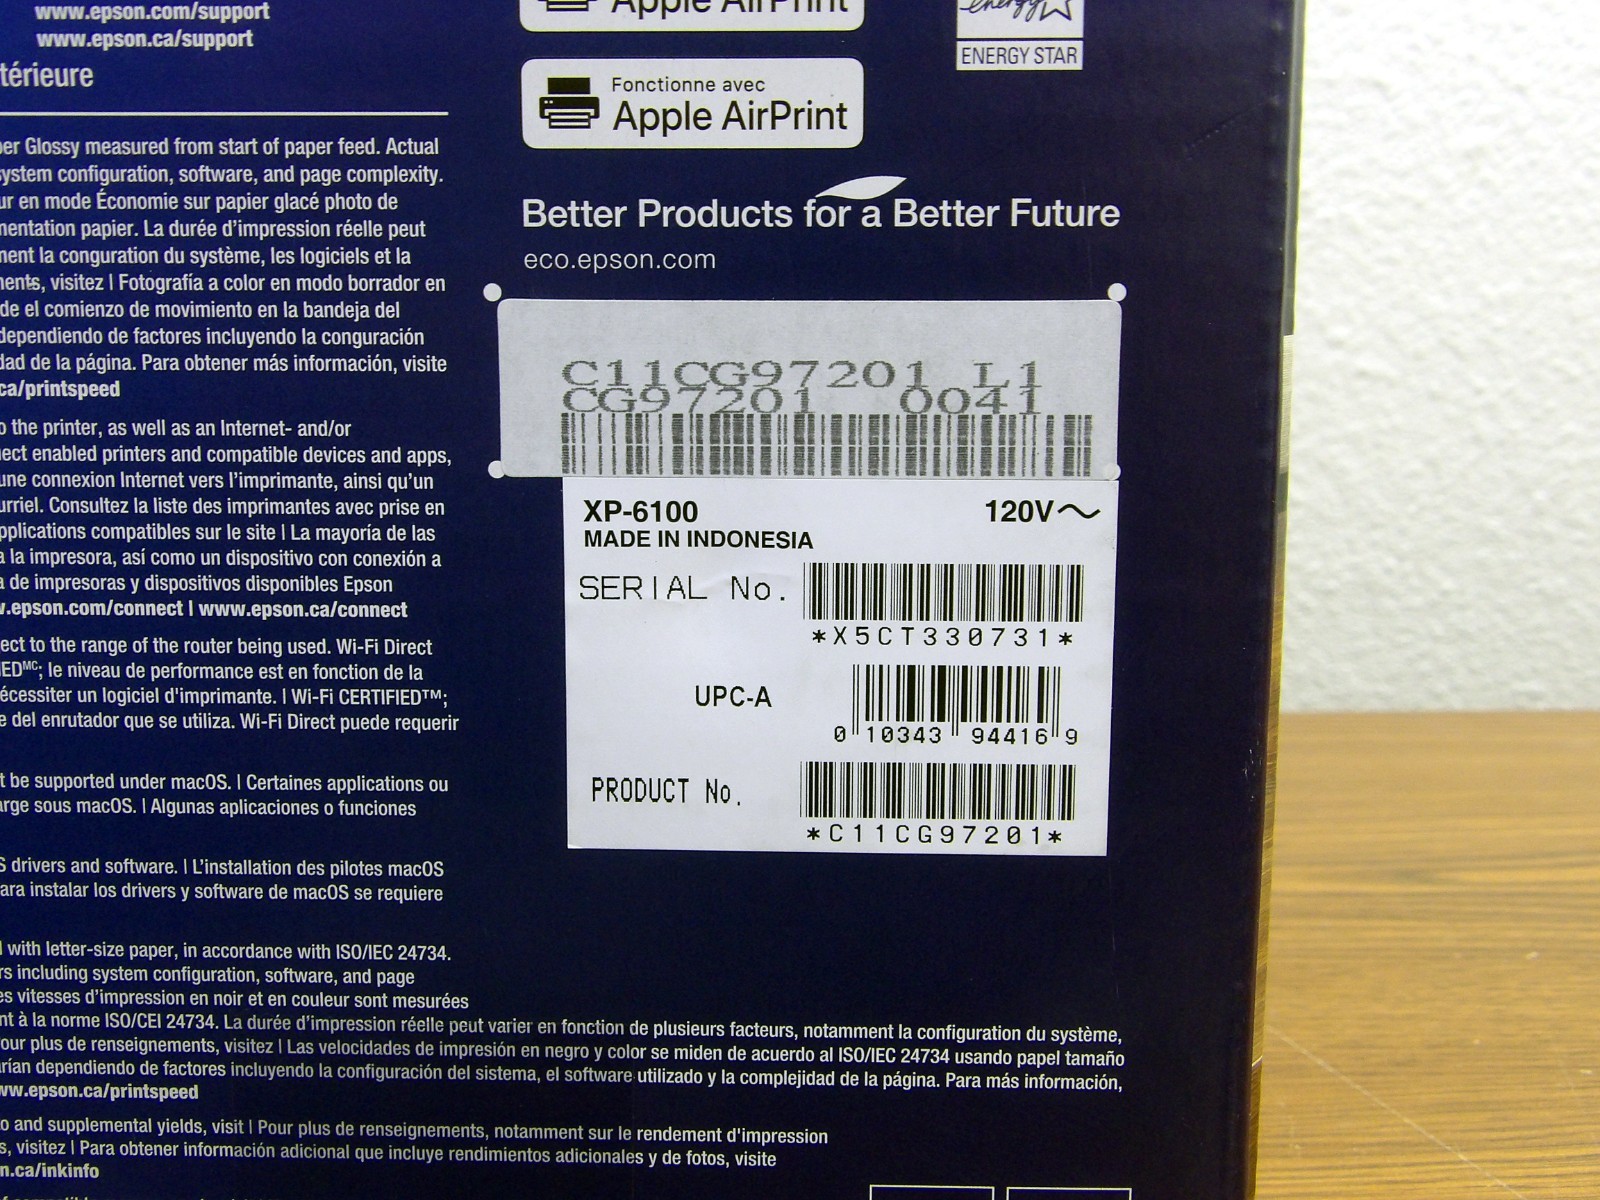 www.epson.com/support
www.epson.ca/support
térieure
er Glossy measured from start of paper feed. Actual
ystem configuration, software, and page complexity.
ur en mode Économie sur papier glacé photo de
mentation papier. La durée d'impression réelle peut
ment la conguration du système, les logiciels et la
nents, visitez | Fotografía a color en modo borrador en
de el comienzo de movimiento en la bandeja del
dependiendo de factores incluyendo la conguración
dad de la página. Para obtener más información, visite
ca/printspeed
o the printer, as well as an Internet- and/or
ect enabled printers and compatible devices and apps,
une connexion Internet vers l'imprimante, ainsi qu'un
urriel. Consultez la liste des imprimantes avec prise en
pplications compatibles sur le site | La mayoría de las
a la impresora, así como un dispositivo con conexión a
a de impresoras y dispositivos disponibles Epson
w.epson.com/connect | www.epson.ca/connect
ect to the range of the router being used. Wi-Fi Direct
IEDMC; le niveau de performance est en fonction de la
écessiter un logiciel d'imprimante. | Wi-Fi CERTIFIED™;
e del enrutador que se utiliza. Wi-Fi Direct puede requerir
t be supported under macOS. | Certaines applications ou
arge sous macOS. | Algunas aplicaciones o funciones
S drivers and software. | L'installation des pilotes macOS
ara instalar los drivers y software de macOS se requiere
l with letter-size paper, in accordance with ISO/IEC 24734.
rs including system configuration, software, and page
es vitesses d'impression en noir et en couleur sont mesurées
nt à la norme ISO/CEI 24734. La durée d'impression réelle peut varier en fonction de plusieurs facteurs, notamment la configuration du système,
our plus de renseignements, visitez | Las velocidades de impresión en negro y color se miden de acuerdo al ISO/IEC 24734 usando papel tamaño
rían dependiendo de factores incluyendo la configuración del sistema, el software utilizado y la complejidad de la página. Para más información,
ww.epson.ca/printspeed
o and supplemental yields, visit | Pour plus de renseignements, notamment sur le rendement d'impression
s, visitez | Para obtener información adicional que incluye rendimientos adicionales y de fotos, visite
n.ca/inkinfo
Apple AirPrint
energy
ENERGY STAR
Fonctionne avec
Apple AirPrint
Better Products for a Better Future
eco.epson.com
C11CG97201 L1
CG97201 0041
XP-6100 120V～
MADE IN INDONESIA
SERIAL No.
*X5CT330731*
UPC-A
0 10343 94416 9
PRODUCT No.
*C11CG97201*